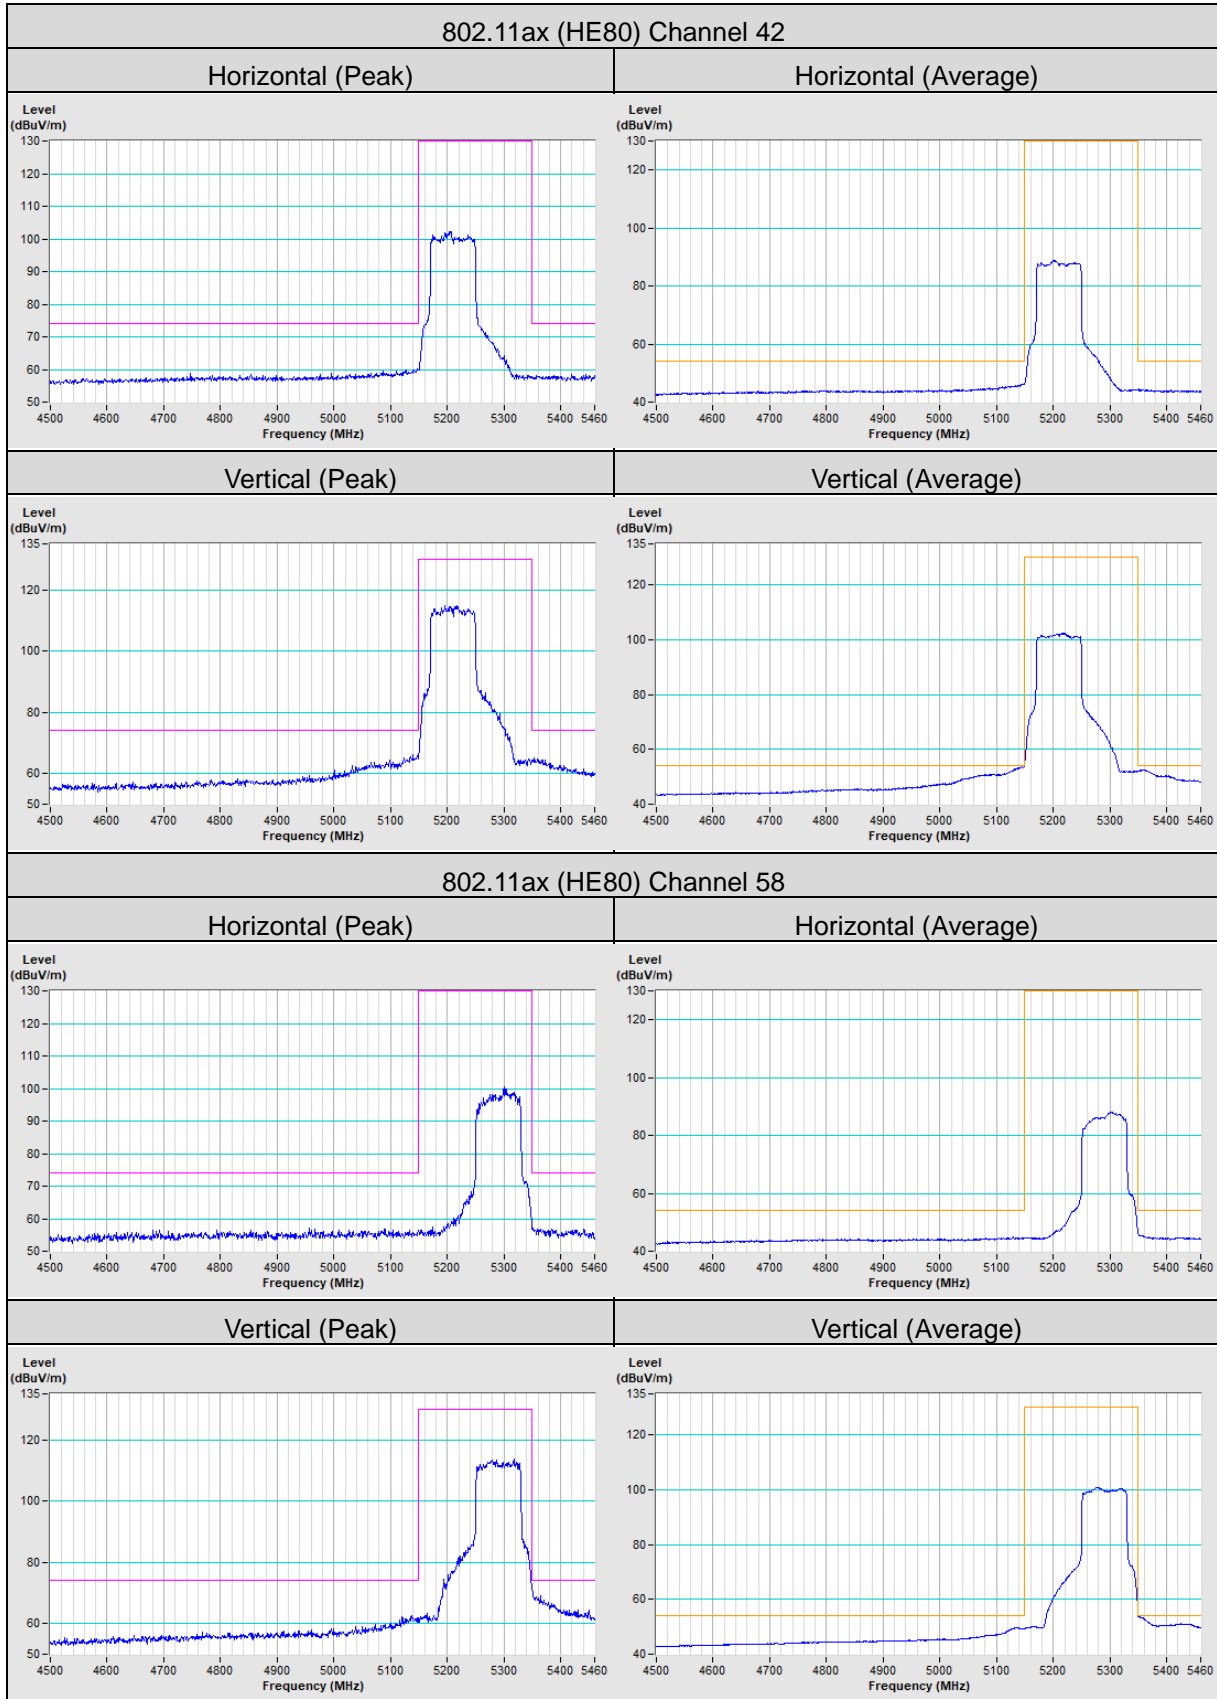 802.11ax (HE80) Channel 42
Horizontal (Peak)
Horizontal (Average)
Level
(dBuV/m)
130
120
110
100
90
80
70
60
50
4500 4600 4700 4800 4900 5000 5100 5200 5300 5400 5460
Frequency (MHz)
Level
(dBuV/m)
130
120
100
80
60
40
4500 4600 4700 4800 4900 5000 5100 5200 5300 5400 5460
Frequency (MHz)
Vertical (Peak)
Vertical (Average)
Level
(dBuV/m)
135
120
100
80
60
50
4500 4600 4700 4800 4900 5000 5100 5200 5300 5400 5460
Frequency (MHz)
Level
(dBuV/m)
135
120
100
80
60
40
4500 4600 4700 4800 4900 5000 5100 5200 5300 5400 5460
Frequency (MHz)
802.11ax (HE80) Channel 58
Horizontal (Peak)
Horizontal (Average)
Level
(dBuV/m)
130
120
110
100
90
80
70
60
50
4500 4600 4700 4800 4900 5000 5100 5200 5300 5400 5460
Frequency (MHz)
Level
(dBuV/m)
130
120
100
80
60
40
4500 4600 4700 4800 4900 5000 5100 5200 5300 5400 5460
Frequency (MHz)
Vertical (Peak)
Vertical (Average)
Level
(dBuV/m)
135
120
100
80
60
50
4500 4600 4700 4800 4900 5000 5100 5200 5300 5400 5460
Frequency (MHz)
Level
(dBuV/m)
135
120
100
80
60
40
4500 4600 4700 4800 4900 5000 5100 5200 5300 5400 5460
Frequency (MHz)